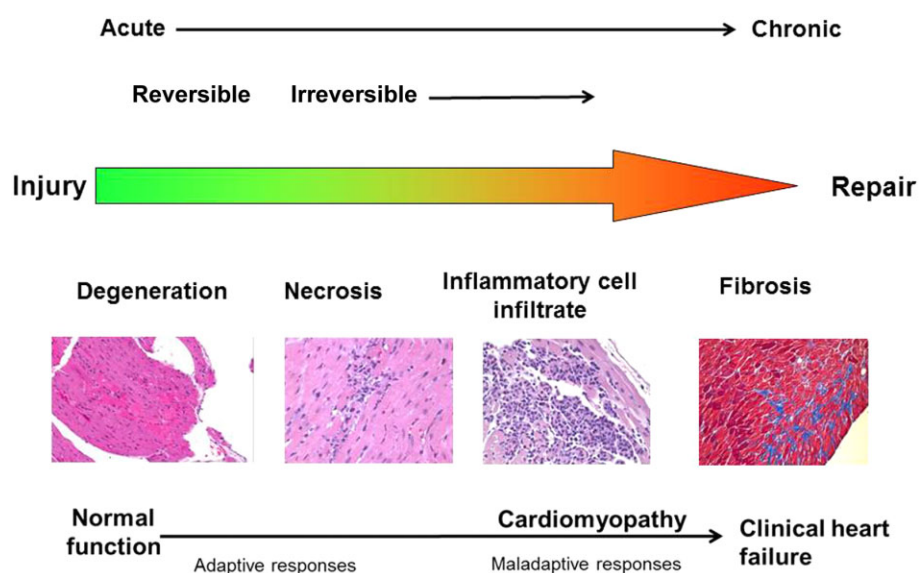 Acute
Chronic
Reversible
Irreversible
Injury
Repair
Degeneration
Necrosis
Inflammatory cell
infiltrate
Fibrosis
Normal
function
Cardiomyopathy
Clinical heart
failure
Adaptive responses
Maladaptive responses